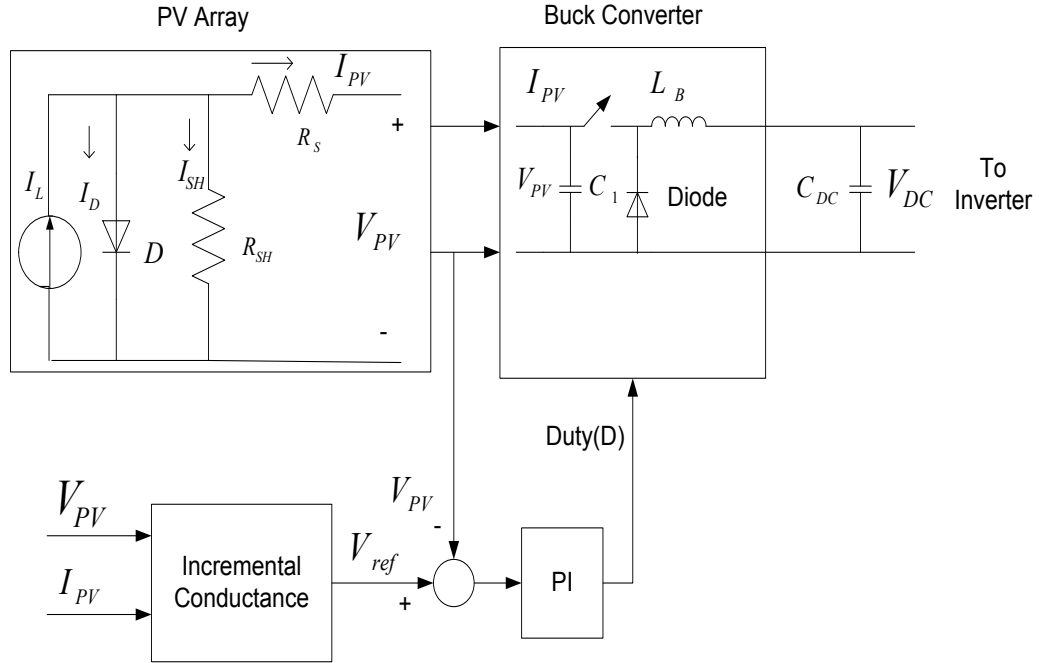 PV Array
Buck Converter
I_PV
R_S
+
I_L
I_D
D
I_SH
R_SH
V_PV
-
I_PV
L_B
V_PV
C_1
Diode
C_DC
V_DC
To
Inverter
Duty(D)
V_PV
I_PV
Incremental
Conductance
V_ref
+
V_PV
-
PI